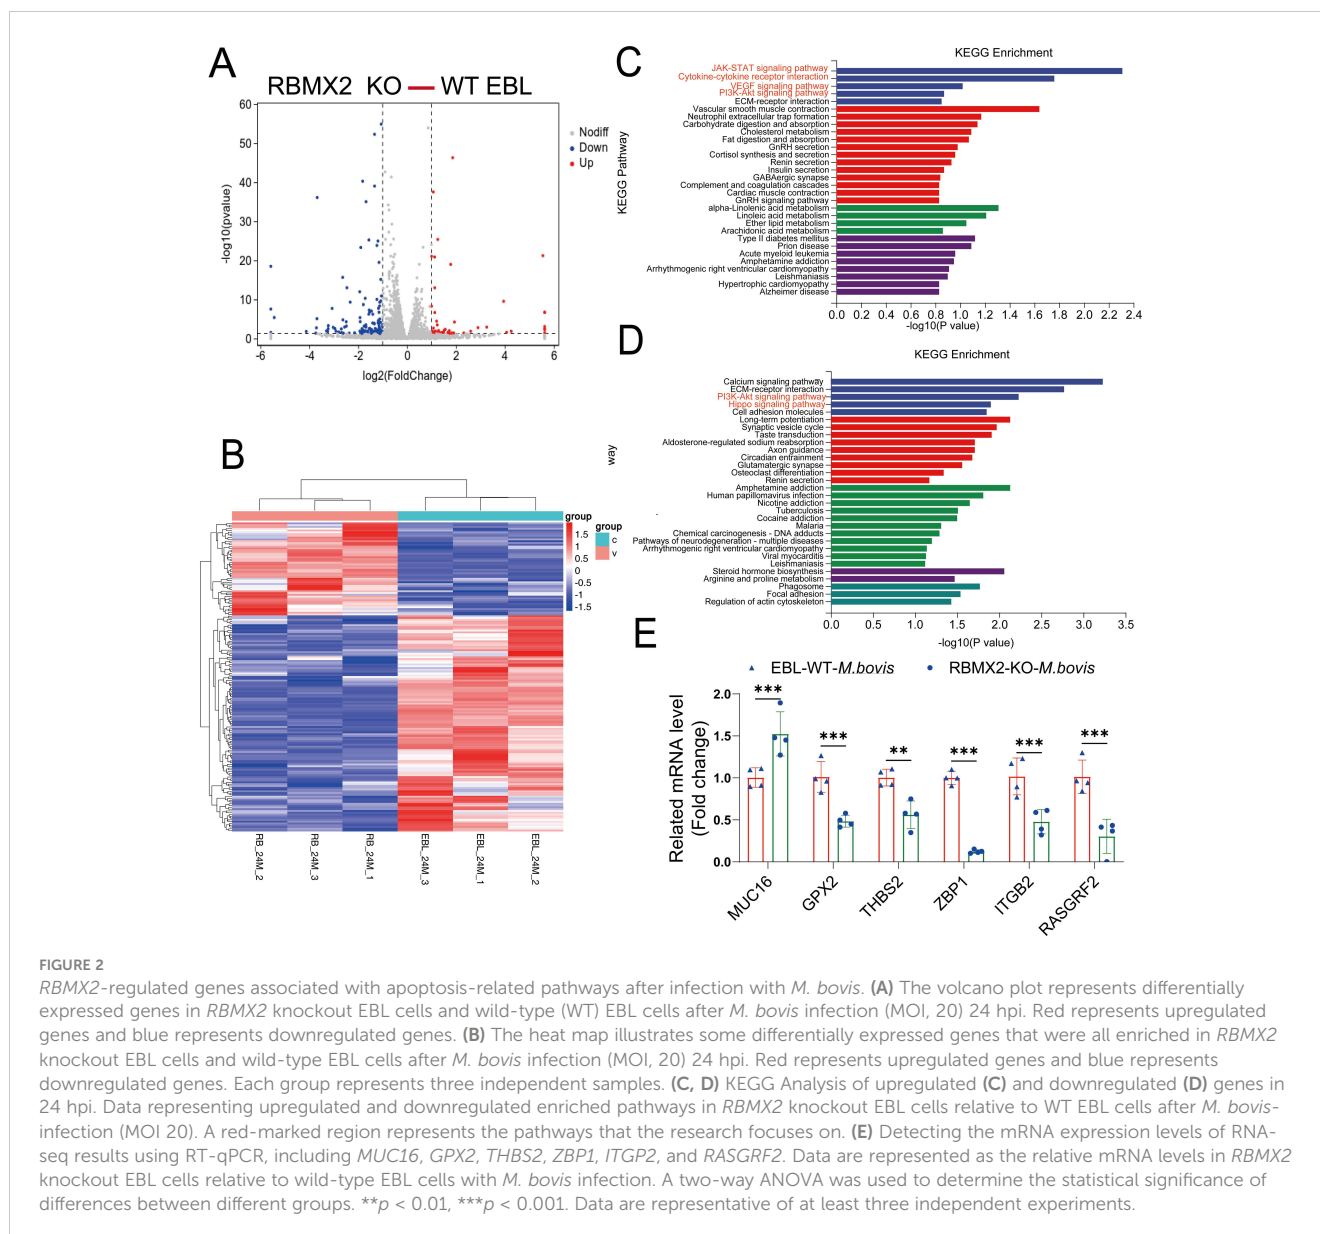 A
RBMX2 KO — WT EBL
60
50
40
30
20
10
0
-log10(pvalue)
-6 -4 -2 0 2 4 6
log2(FoldChange)
Nodiff
Down
Up
B
group
1.5
1
0.5
0
-0.5
-1
-1.5
group
c
v
RB_24M_2
RB_24M_3
RB_24M_1
EBL_24M_3
EBL_24M_1
EBL_24M_2
way
C
KEGG Enrichment
KEGG Pathway
JAK-STAT signaling pathway
Cytokine-cytokine receptor interaction
VEGF signaling pathway
PI3K-Akt signaling pathway
ECM-receptor interaction
Vascular smooth muscle contraction
Neutrophil extracellular trap formation
Carbohydrate digestion and absorption
Cholesterol metabolism
Fat digestion and absorption
GnRH secretion
Cortisol synthesis and secretion
Renin secretion
Insulin secretion
GABAergic synapse
Complement and coagulation cascades
Cardiac muscle contraction
GnRH signaling pathway
alpha-Linolenic acid metabolism
Linoleic acid metabolism
Ether lipid metabolism
Arachidonic acid metabolism
Type II diabetes mellitus
Prion disease
Acute myeloid leukemia
Amphetamine addiction
Arrhythmogenic right ventricular cardiomyopathy
Leishmaniasis
Hypertrophic cardiomyopathy
Alzheimer disease
0.0 0.2 0.4 0.6 0.8 1.0 1.2 1.4 1.6 1.8 2.0 2.2 2.4
-log10(P value)
D
KEGG Enrichment
Calcium signaling pathway
ECM-receptor interaction
PI3K-Akt signaling pathway
Hippo signaling pathway
Cell adhesion molecules
Long-term potentiation
Synaptic vesicle cycle
Taste transduction
Aldosterone-regulated sodium reabsorption
Axon guidance
Circadian entrainment
Glutamatergic synapse
Osteoclast differentiation
Renin secretion
Amphetamine addiction
Human papillomavirus infection
Nicotine addiction
Tuberculosis
Cocaine addiction
Malaria
Chemical carcinogenesis - DNA adducts
Pathways of neurodegeneration - multiple diseases
Arrhythmogenic right ventricular cardiomyopathy
Viral myocarditis
Leishmaniasis
Steroid hormone biosynthesis
Arginine and proline metabolism
Phagosome
Focal adhesion
Regulation of actin cytoskeleton
0.0 0.5 1.0 1.5 2.0 2.5 3.0 3.5
-log10(P value)
E
EBL-WT-M.bovis RBMX2-KO-M.bovis
Related mRNA level
(Fold change)
2.0
1.5
1.0
0.5
0.0
*** *** ** *** *** ***
MUC16 GPX2 THBS2 ZBP1 ITGB2 RASGRF2
FIGURE 2
RBMX2-regulated genes associated with apoptosis-related pathways after infection with M. bovis. (A) The volcano plot represents differentially
expressed genes in RBMX2 knockout EBL cells and wild-type (WT) EBL cells after M. bovis infection (MOI, 20) 24 hpi. Red represents upregulated
genes and blue represents downregulated genes. (B) The heat map illustrates some differentially expressed genes that were all enriched in RBMX2
knockout EBL cells and wild-type EBL cells after M. bovis infection (MOI, 20) 24 hpi. Red represents upregulated genes and blue represents
downregulated genes. Each group represents three independent samples. (C, D) KEGG Analysis of upregulated (C) and downregulated (D) genes in
24 hpi. Data representing upregulated and downregulated enriched pathways in RBMX2 knockout EBL cells relative to WT EBL cells after M. bovis-
infection (MOI 20). A red-marked region represents the pathways that the research focuses on. (E) Detecting the mRNA expression levels of RNA-
seq results using RT-qPCR, including MUC16, GPX2, THBS2, ZBP1, ITGP2, and RASGRF2. Data are represented as the relative mRNA levels in RBMX2
knockout EBL cells relative to wild-type EBL cells with M. bovis infection. A two-way ANOVA was used to determine the statistical significance of
differences between different groups. **p < 0.01, ***p < 0.001. Data are representative of at least three independent experiments.